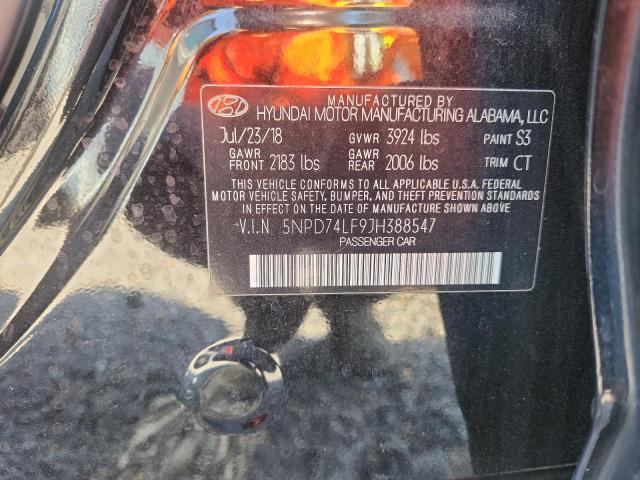 MANUFACTURED BY
HYUNDAI MOTOR MANUFACTURING ALABAMA, LLC
Jul/23/18 GVWR 3924 lbs PAINT S3
GAWR FRONT 2183 lbs GAWR REAR 2006 lbs TRIM CT
THIS VEHICLE CONFORMS TO ALL APPLICABLE U.S.A. FEDERAL
MOTOR VEHICLE SAFETY, BUMPER, AND THEFT PREVENTION STANDARDS
IN EFFECT ON THE DATE OF MANUFACTURE SHOWN ABOVE
V.I.N 5NPD74LF9JH388547
PASSENGER CAR